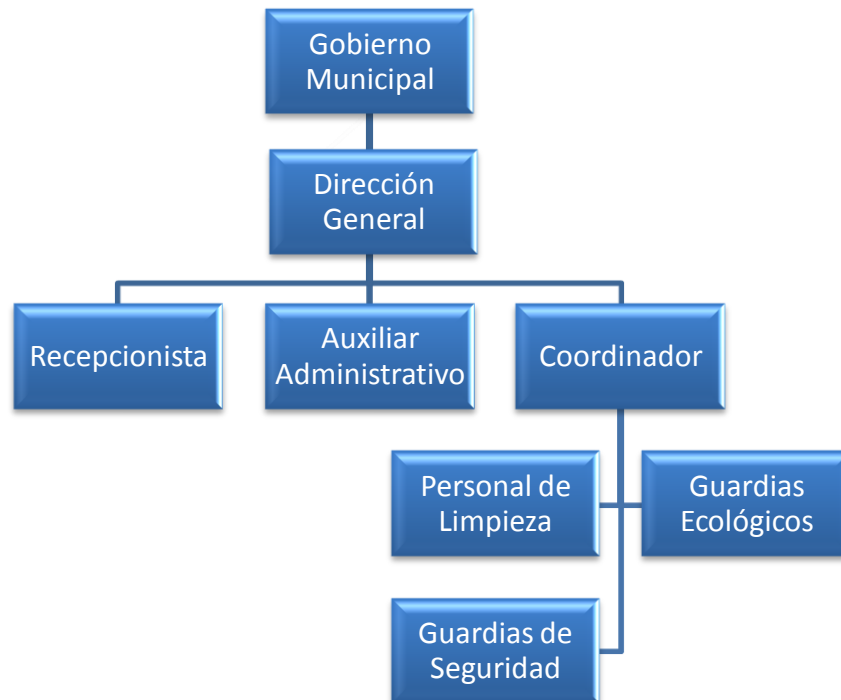 Gobierno
Municipal
Dirección
General
Recepcionista
Auxiliar
Administrativo
Coordinador
Personal de
Limpieza
Guardias
Ecológicos
Guardias de
Seguridad